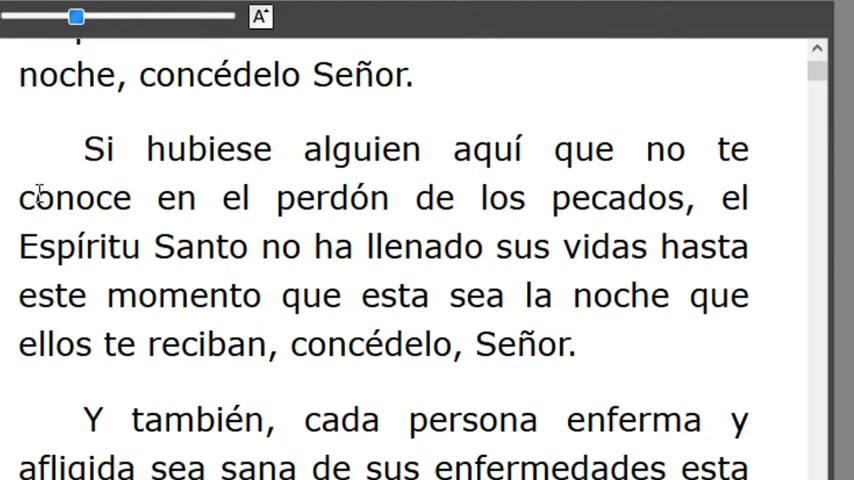 A
noche, concédelo Señor.
Si hubiese alguien aquí que no te
conoce en el perdón de los pecados, el
Espíritu Santo no ha llenado sus vidas hasta
este momento que esta sea la noche que
ellos te reciban, concédelo, Señor.
Y también, cada persona enferma y
afligida sea sana de sus enfermedades esta